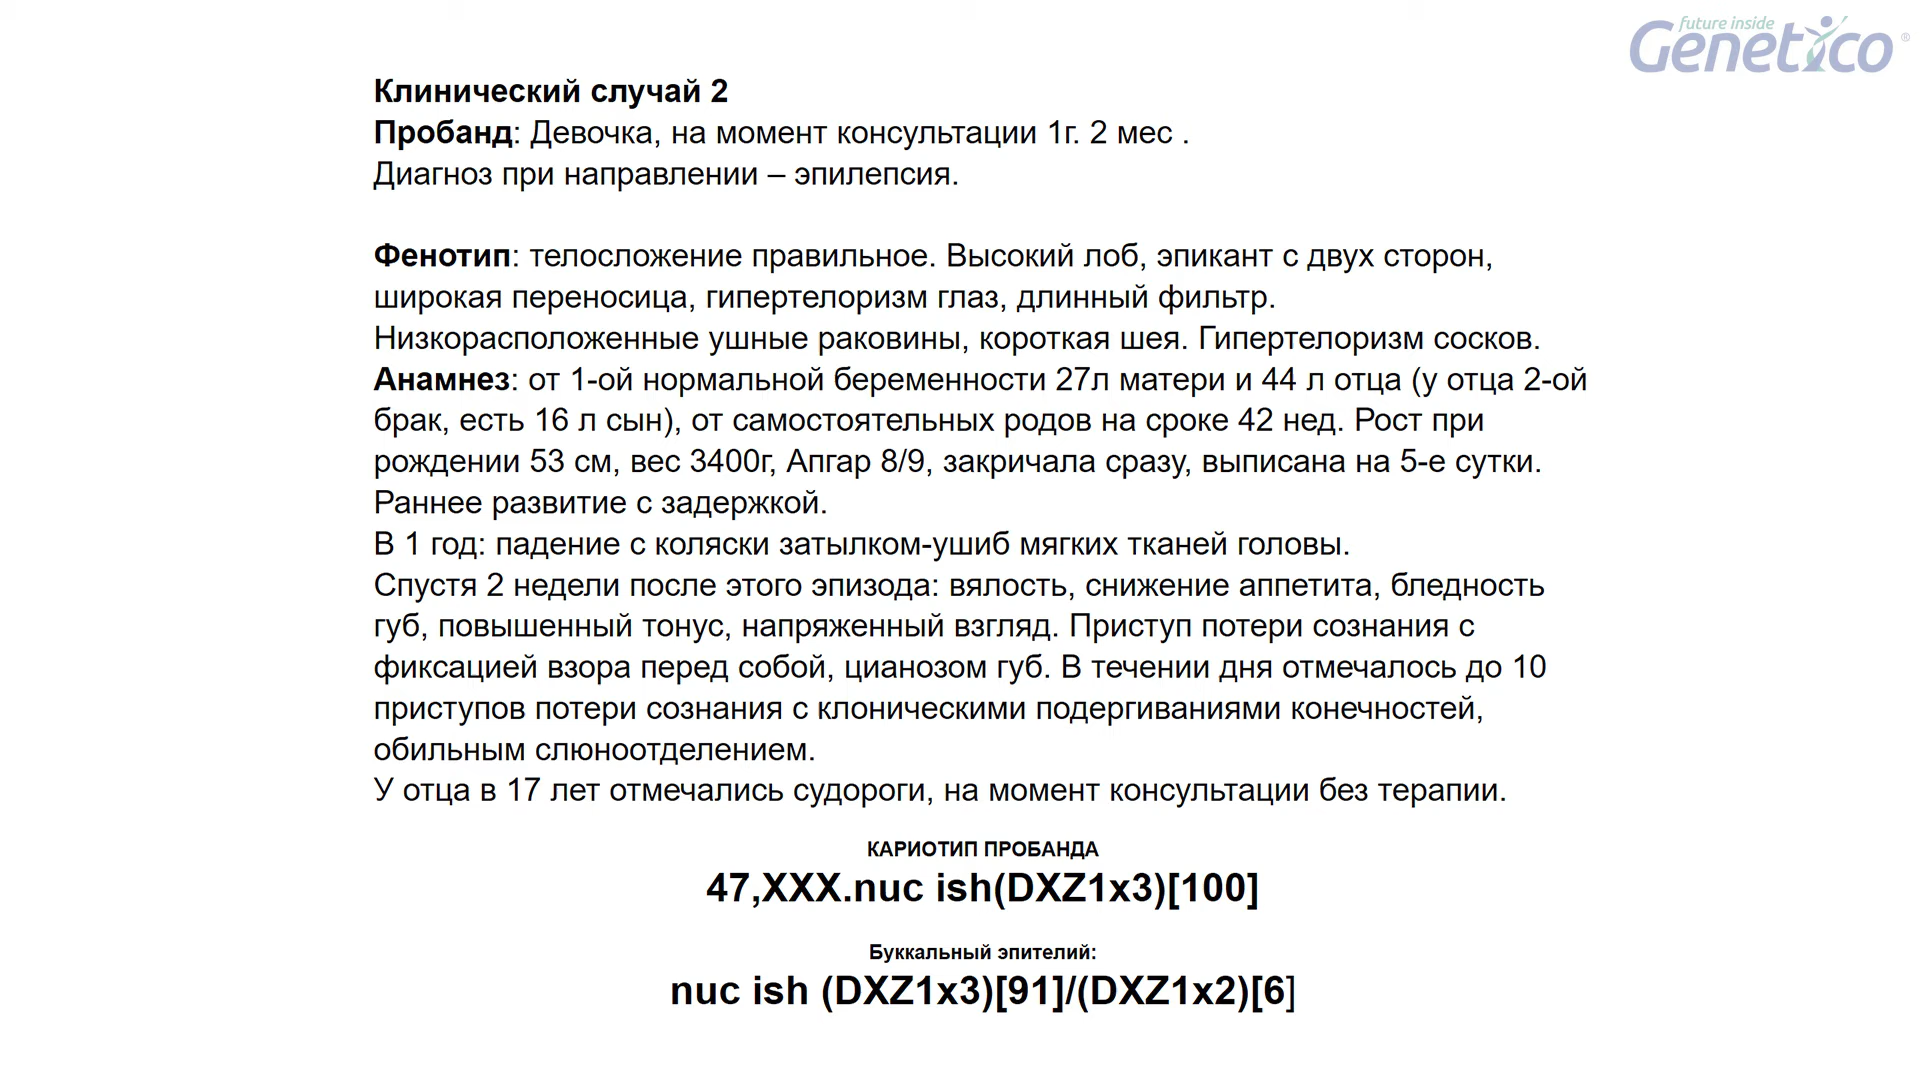 future inside
Genetico ®
Клинический случай 2
Пробанд: Девочка, на момент консультации 1г. 2 мес .
Диагноз при направлении – эпилепсия.
Фенотип: телосложение правильное. Высокий лоб, эпикант с двух сторон,
широкая переносица, гипертелоризм глаз, длинный фильтр.
Низкорасположенные ушные раковины, короткая шея. Гипертелоризм сосков.
Анамнез: от 1-ой нормальной беременности 27л матери и 44 л отца (у отца 2-ой
брак, есть 16 л сын), от самостоятельных родов на сроке 42 нед. Рост при
рождении 53 см, вес 3400г, Апгар 8/9, закричала сразу, выписана на 5-е сутки.
Раннее развитие с задержкой.
В 1 год: падение с коляски затылком-ушиб мягких тканей головы.
Спустя 2 недели после этого эпизода: вялость, снижение аппетита, бледность
губ, повышенный тонус, напряженный взгляд. Приступ потери сознания с
фиксацией взора перед собой, цианозом губ. В течении дня отмечалось до 10
приступов потери сознания с клоническими подергиваниями конечностей,
обильным слюноотделением.
У отца в 17 лет отмечались судороги, на момент консультации без терапии.
КАРИОТИП ПРОБАНДА
47,XXX.nuc ish(DXZ1x3)[100]
Буккальный эпителий:
nuc ish (DXZ1x3)[91]/(DXZ1x2)[6]